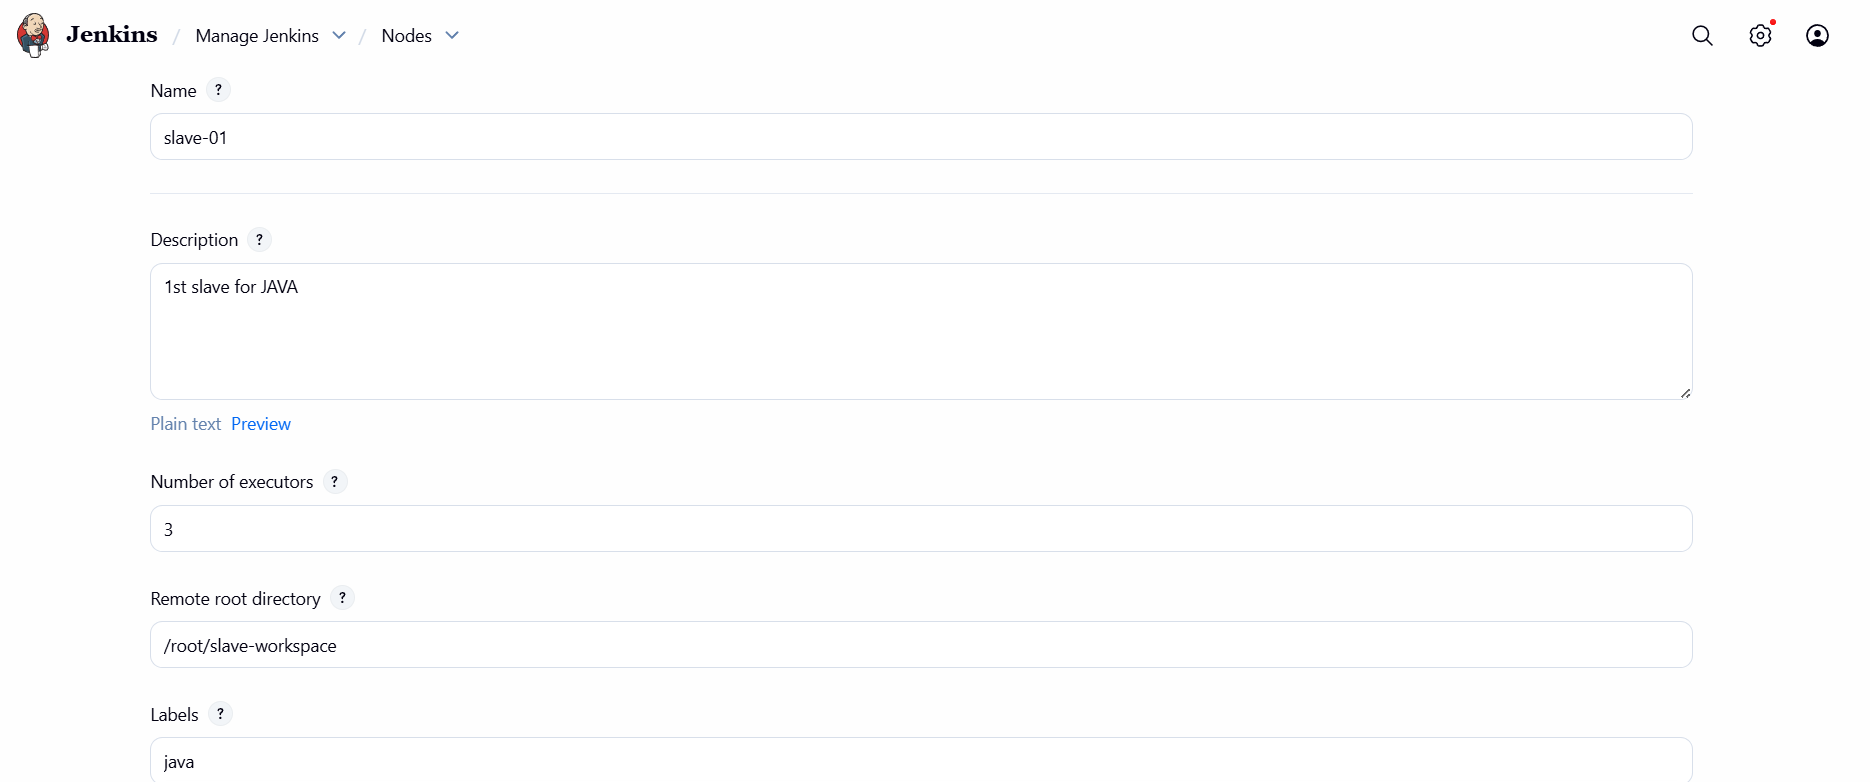 Jenkins / Manage Jenkins / Nodes
Name ?
slave-01
Description ?
1st slave for JAVA
Plain text Preview
Number of executors ?
3
Remote root directory ?
/root/slave-workspace
Labels ?
java